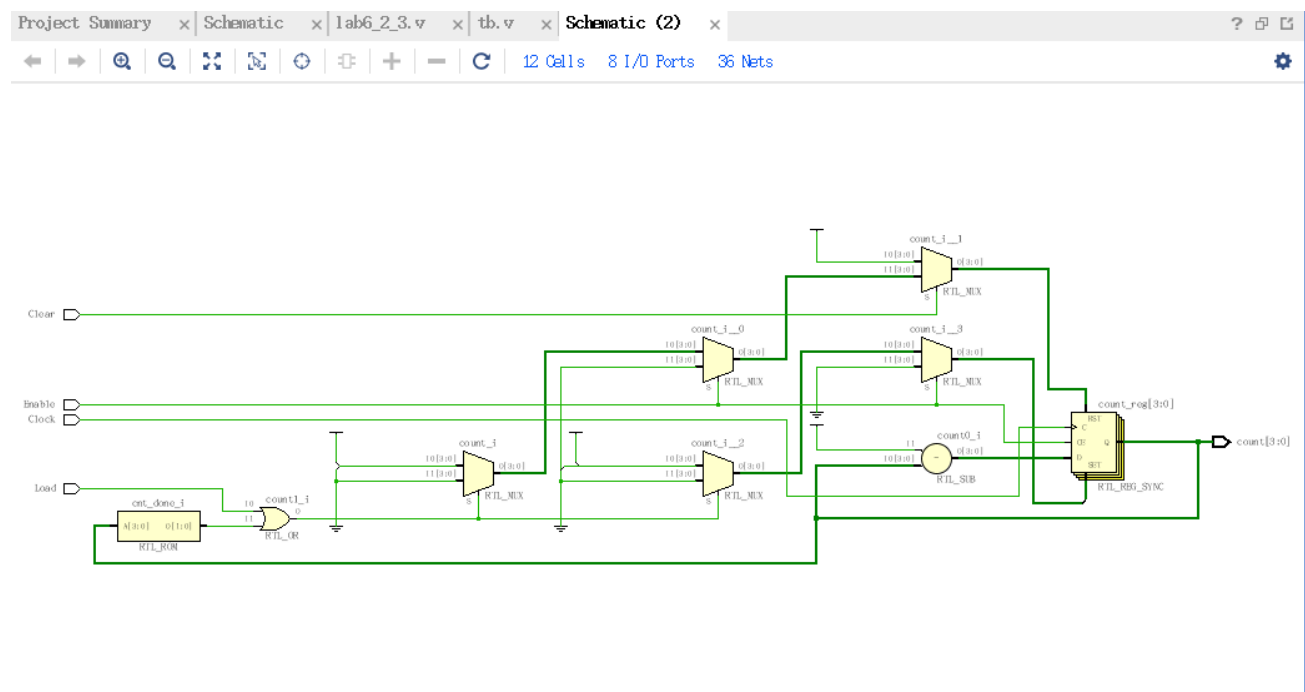 Project Summary × Schematic × lab6_2_3.v × tb.v × Schematic (2) × ?
12 Cells 8 I/O Ports 36 Nets
count_i__1
I0[3:0]
I1[3:0]
O[3:0]
S
RTL_MUX
Clear
count_i__0
I0[3:0]
I1[3:0]
O[3:0]
S
RTL_MUX
count_i__3
I0[3:0]
I1[3:0]
O[3:0]
S
RTL_MUX
Enable
Clock
count_reg[3:0]
RST
C
CE
Q
D
SET
RTL_REG_SYNC
count[3:0]
count_i
I0[3:0]
I1[3:0]
O[3:0]
S
RTL_MUX
count_i__2
I0[3:0]
I1[3:0]
O[3:0]
S
RTL_MUX
count0_i
I1
I0[3:0]
-
O[3:0]
RTL_SUB
Load
cnt_done_i
A[3:0] O[1:0]
RTL_ROM
count1_i
I0
I1
O
RTL_OR